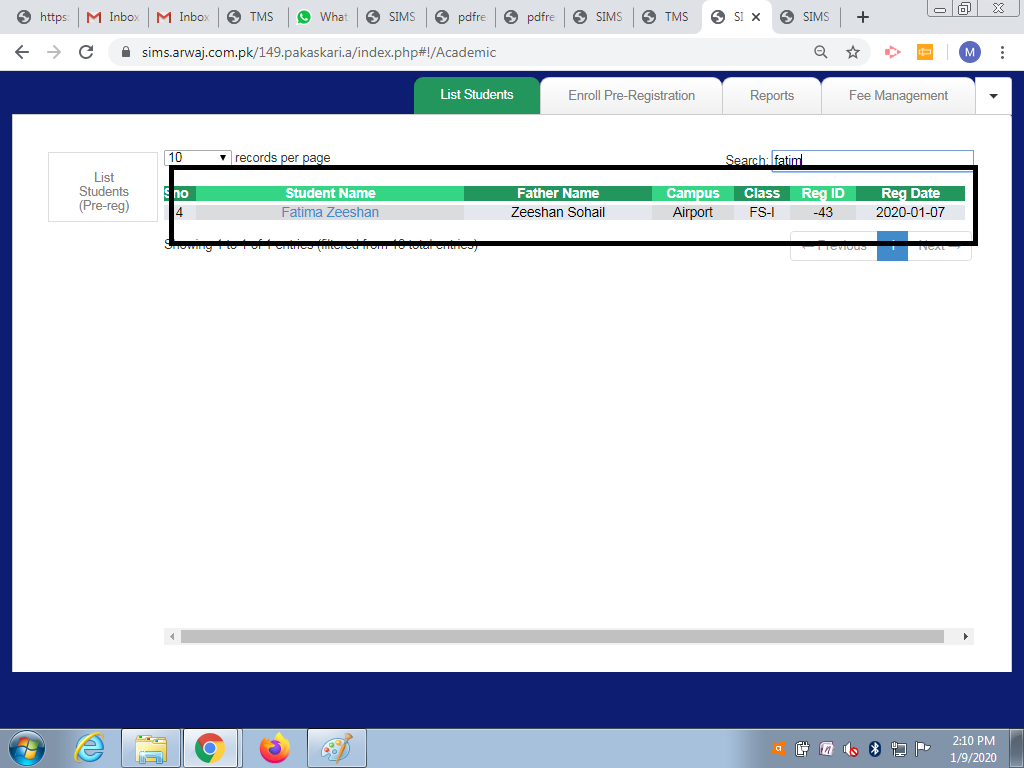 https: Inbox Inbox TMS What SIMS pdfre pdfre SIMS TMS SI SIMS
sims.arwaj.com.pk/149.pakaskari.a/index.php#!/Academic M
List Students Enroll Pre-Registration Reports Fee Management
List
Students
(Pre-reg)
10 records per page Search: fatim
Sno Student Name Father Name Campus Class Reg ID Reg Date
4 Fatima Zeeshan Zeeshan Sohail Airport FS-I -43 2020-01-07
Showing 1 to 1 of 1 entries (filtered from 18 total entries) ← Previous 1 Next →
2:10 PM
1/9/2020